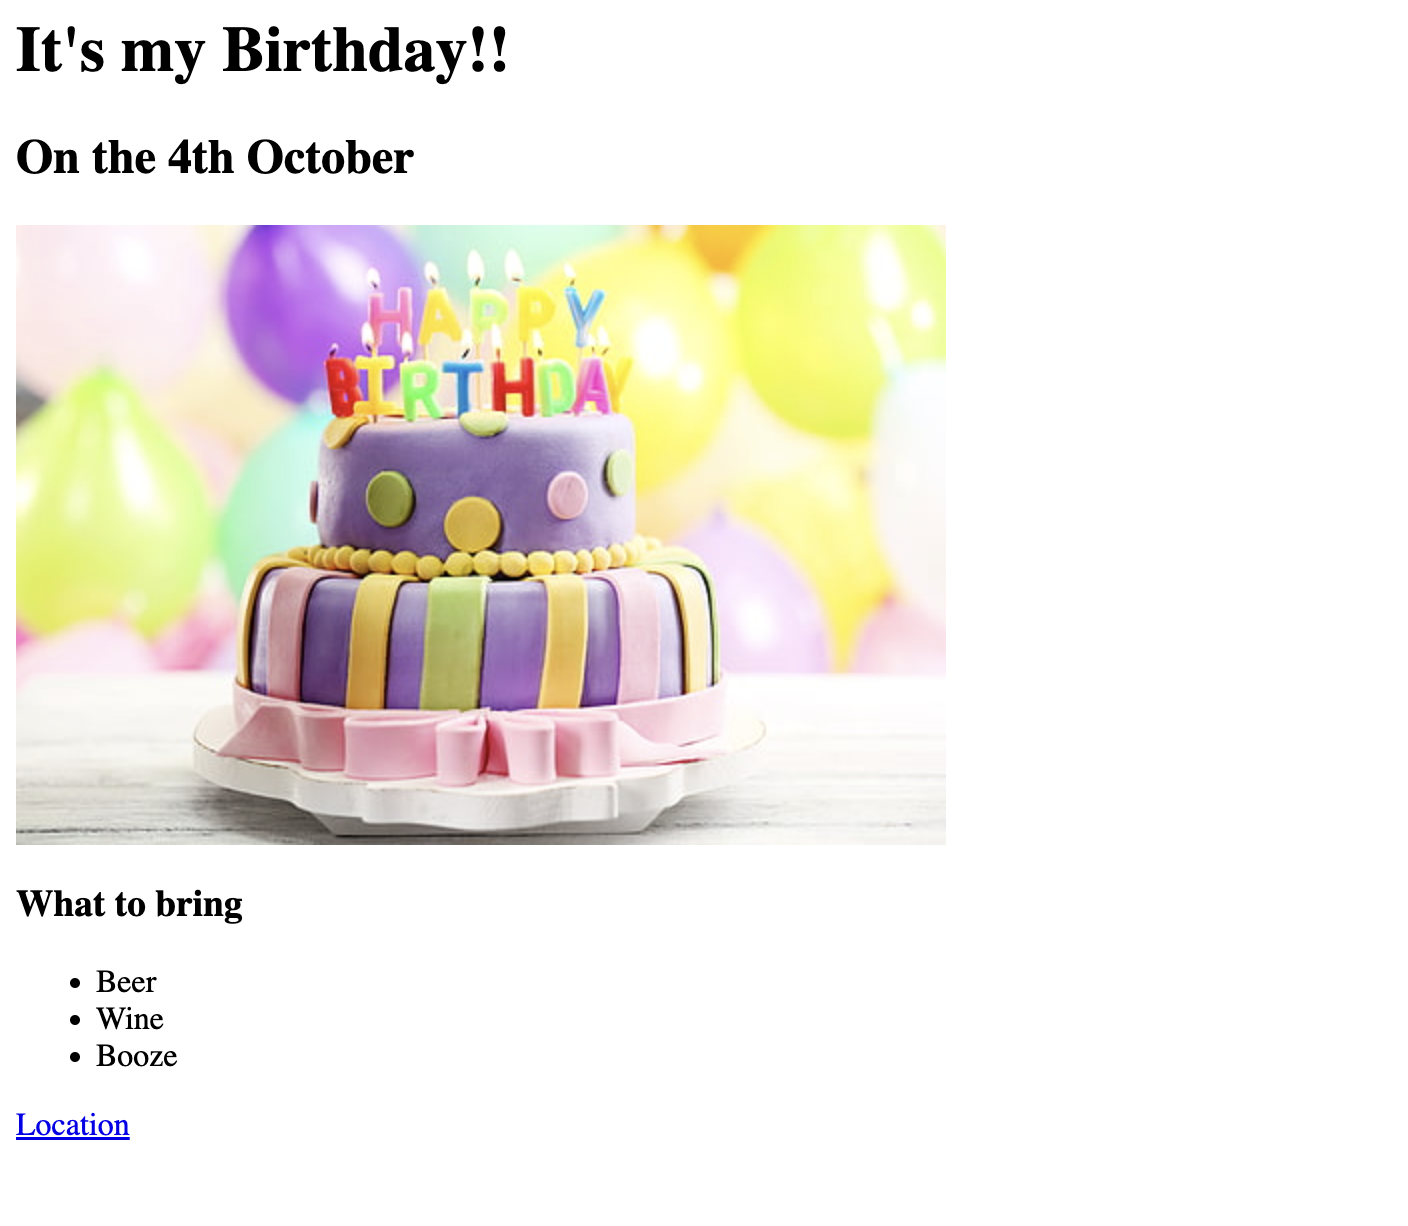 It's my Birthday!!
On the 4th October
HAPPY
BIRTHDAY
What to bring
Beer
Wine
Booze
Location